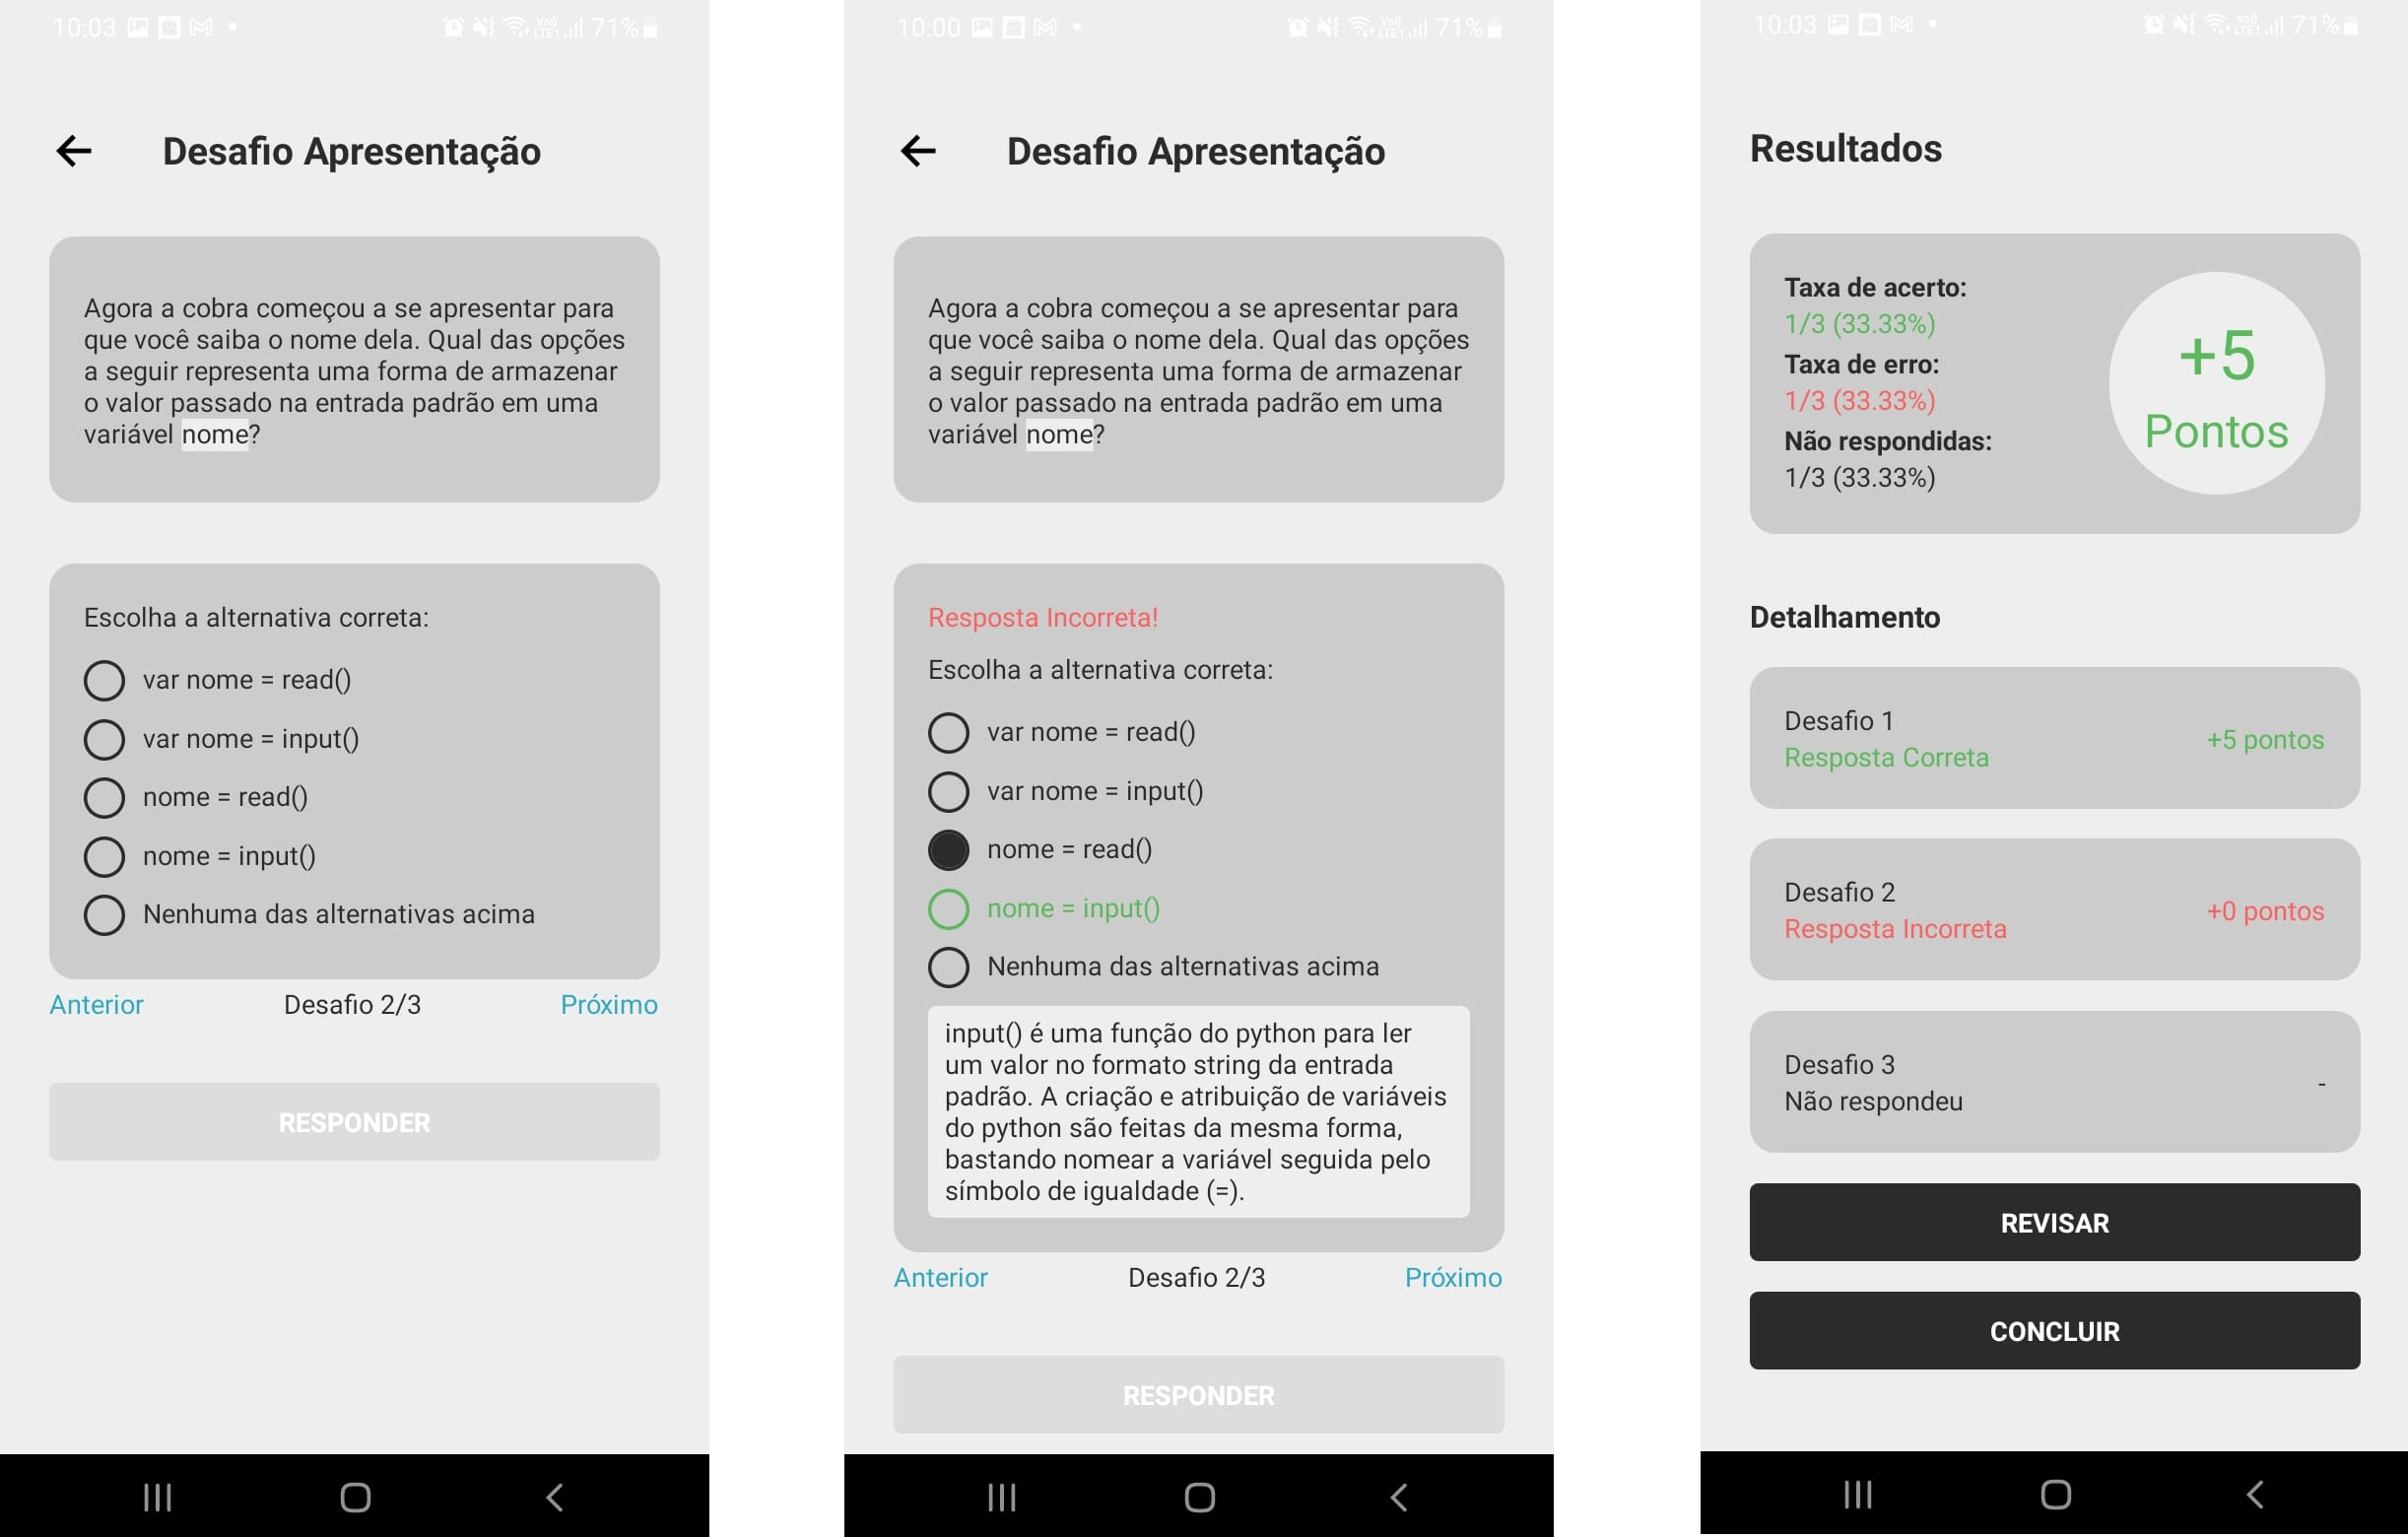 10:03
71%
Desafio Apresentação
Agora a cobra começou a se apresentar para
que você saiba o nome dela. Qual das opções
a seguir representa uma forma de armazenar
o valor passado na entrada padrão em uma
variável nome?
Escolha a alternativa correta:
var nome = read()
var nome = input()
nome = read()
nome = input()
Nenhuma das alternativas acima
Anterior Desafio 2/3 Próximo
RESPONDER
10:00
71%
Desafio Apresentação
Agora a cobra começou a se apresentar para
que você saiba o nome dela. Qual das opções
a seguir representa uma forma de armazenar
o valor passado na entrada padrão em uma
variável nome?
Resposta Incorreta!
Escolha a alternativa correta:
var nome = read()
var nome = input()
nome = read()
nome = input()
Nenhuma das alternativas acima
input() é uma função do python para ler
um valor no formato string da entrada
padrão. A criação e atribuição de variáveis
do python são feitas da mesma forma,
bastando nomear a variável seguida pelo
símbolo de igualdade (=).
Anterior Desafio 2/3 Próximo
RESPONDER
10:03
71%
Resultados
Taxa de acerto:
1/3 (33.33%)
Taxa de erro:
1/3 (33.33%)
Não respondidas:
1/3 (33.33%)
+5
Pontos
Detalhamento
Desafio 1
Resposta Correta
+5 pontos
Desafio 2
Resposta Incorreta
+0 pontos
Desafio 3
Não respondeu
-
REVISAR
CONCLUIR